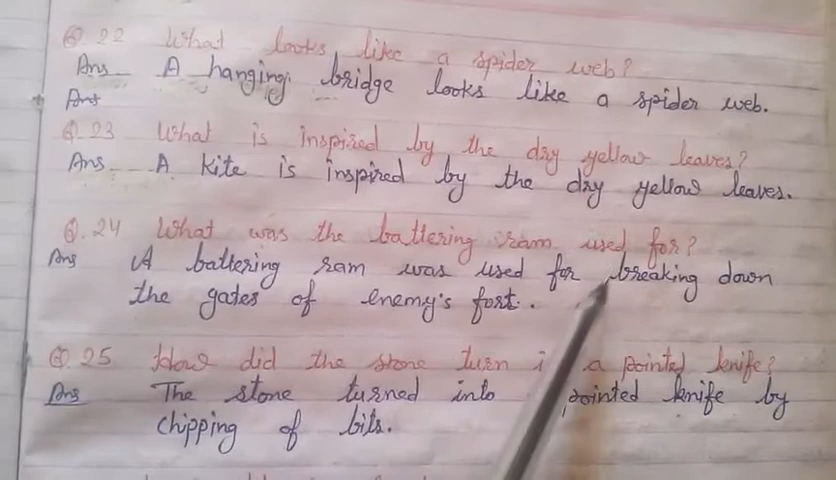 Q.22 What looks like a spider web?
Ans A hanging bridge looks like a spider web.
Ans
Q.23 What is inspired by the dry yellow leaves?
Ans A kite is inspired by the dry yellow leaves.
Q.24 What was the battering ram used for?
Ans A battering ram was used for breaking down
the gates of enemy's fort.
Q.25 How did the stone turn i a pointed knife?
Ans The stone turned into pointed knife by
chipping of bits.